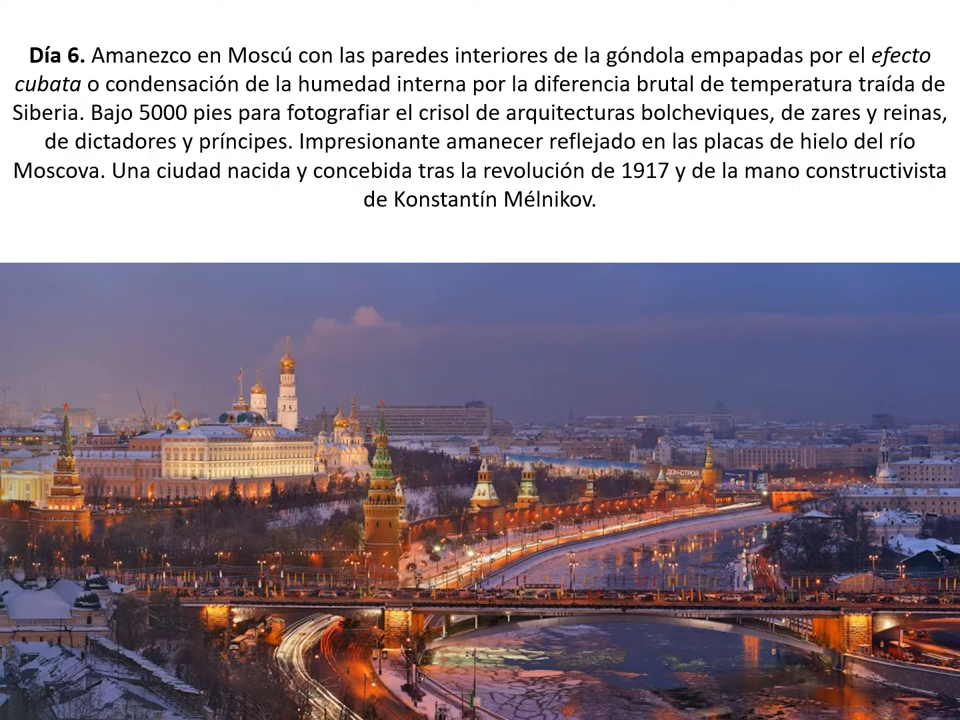 Día 6. Amanezco en Moscú con las paredes interiores de la góndola empapadas por el efecto
cubata o condensación de la humedad interna por la diferencia brutal de temperatura traída de
Siberia. Bajo 5000 pies para fotografiar el crisol de arquitecturas bolcheviques, de zares y reinas,
de dictadores y príncipes. Impresionante amanecer reflejado en las placas de hielo del río
Moscova. Una ciudad nacida y concebida tras la revolución de 1917 y de la mano constructivista
de Konstantín Mélnikov.
ДОН-СТРОЙ